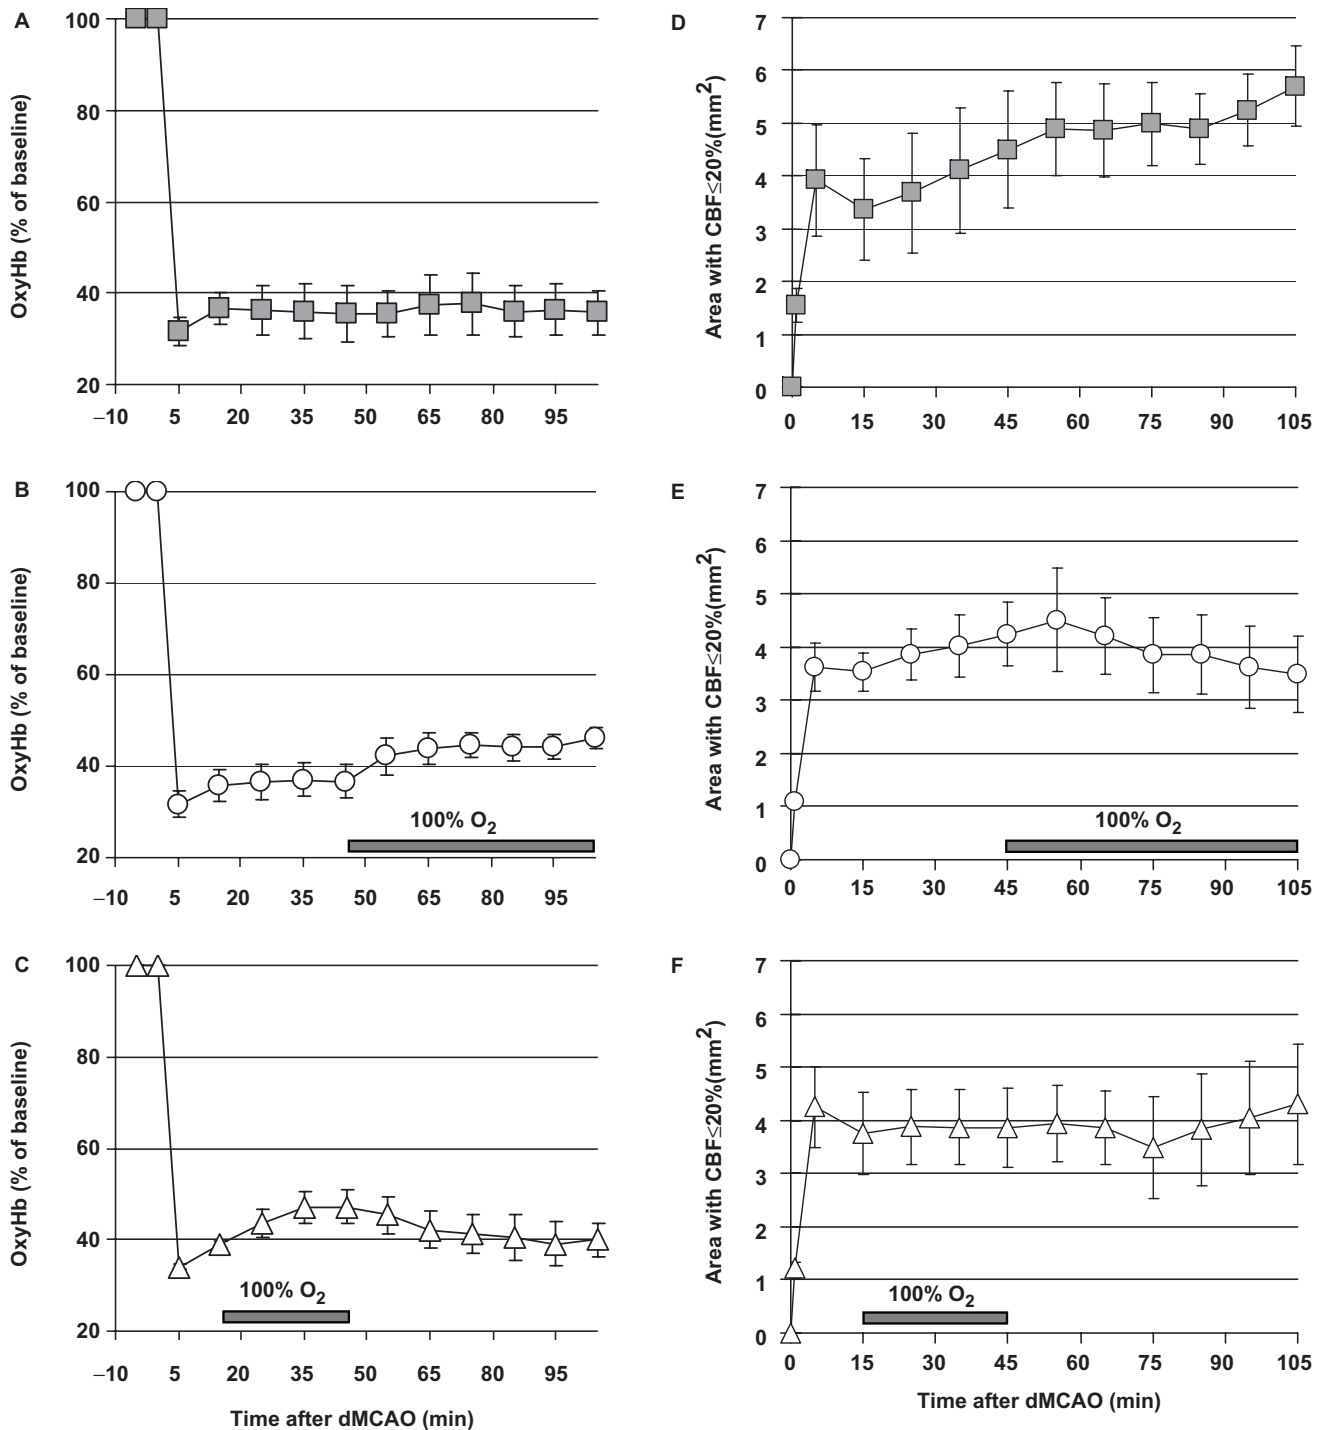 A
OxyHb (% of baseline)
100
80
60
40
20
–10 5 20 35 50 65 80 95
D
Area with CBF≤20%(mm2)
7
6
5
4
3
2
1
0
0 15 30 45 60 75 90 105
B
OxyHb (% of baseline)
100
80
60
40
20
100% O2
–10 5 20 35 50 65 80 95
E
Area with CBF≤20%(mm2)
7
6
5
4
3
2
1
0
100% O2
0 15 30 45 60 75 90 105
C
OxyHb (% of baseline)
100
80
60
40
20
100% O2
–10 5 20 35 50 65 80 95
Time after dMCAO (min)
F
Area with CBF≤20%(mm2)
7
6
5
4
3
2
1
0
100% O2
0 15 30 45 60 75 90 105
Time after dMCAO (min)